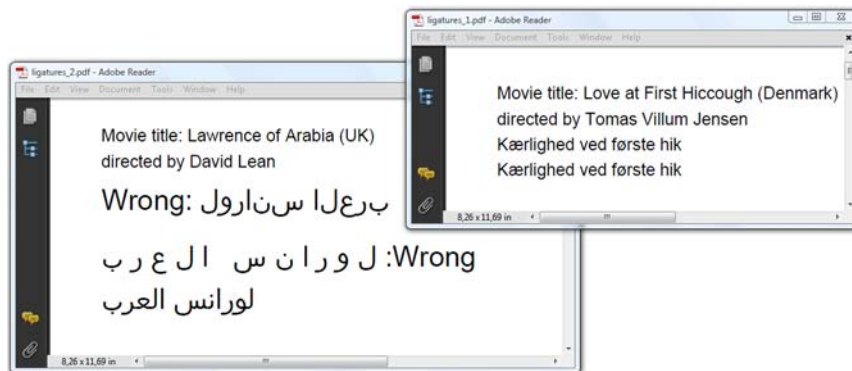 ligatures_2.pdf - Adobe Reader
File Edit View Document Tools Window Help
Movie title: Lawrence of Arabia (UK)
directed by David Lean
Wrong: برعلا سنارول
Wrong: ل و ر ا ن س ا ل ع ر ب
لورانس العرب
8,26 x 11,69 in
ligatures_1.pdf - Adobe Reader
File Edit View Document Tools Window Help
Movie title: Love at First Hiccough (Denmark)
directed by Tomas Villum Jensen
Kærlighed ved første hik
Kærlighed ved første hik
8,26 x 11,69 in